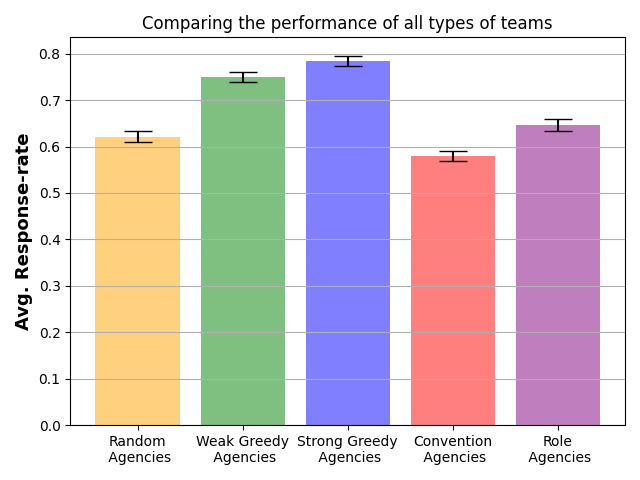 Comparing the performance of all types of teams
Avg. Response-rate
0.8
0.7
0.6
0.5
0.4
0.3
0.2
0.1
0.0
Random
Agencies
Weak Greedy
Agencies
Strong Greedy
Agencies
Convention
Agencies
Role
Agencies